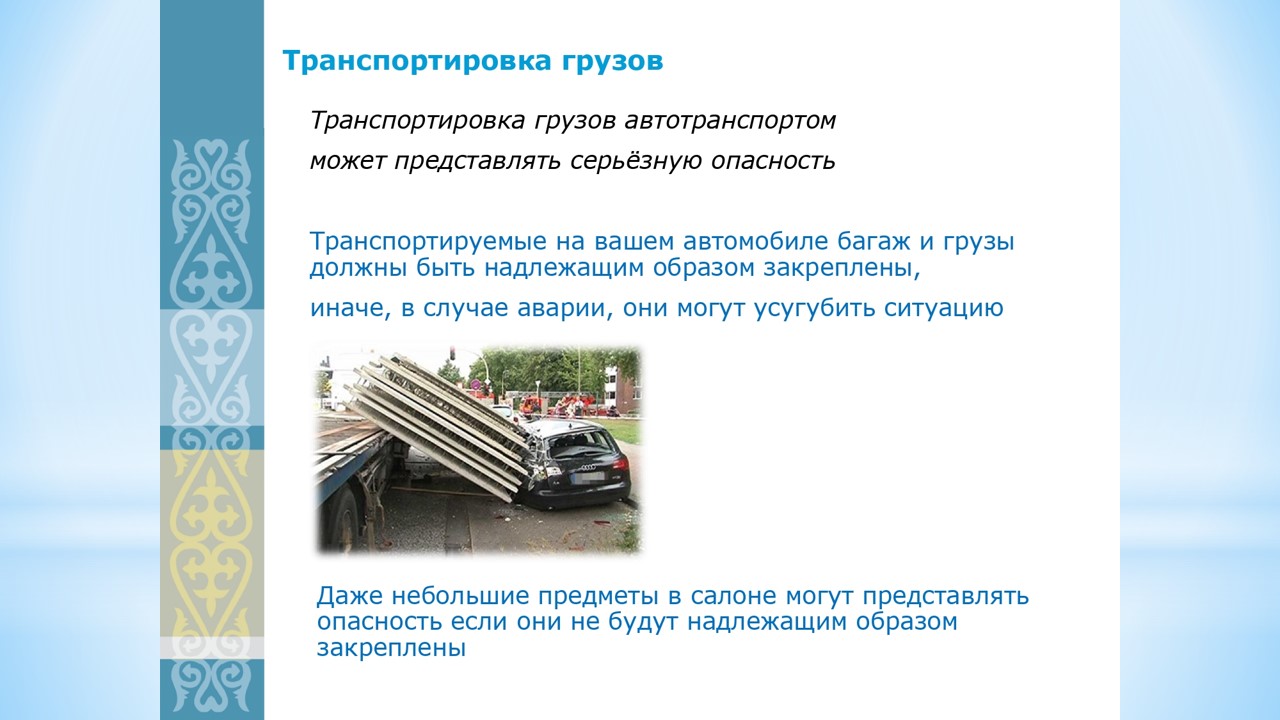 Транспортировка грузов
Транспортировка грузов автотранспортом
может представлять серьёзную опасность
Транспортируемые на вашем автомобиле багаж и грузы
должны быть надлежащим образом закреплены,
иначе, в случае аварии, они могут усугубить ситуацию
Даже небольшие предметы в салоне могут представлять
опасность если они не будут надлежащим образом
закреплены